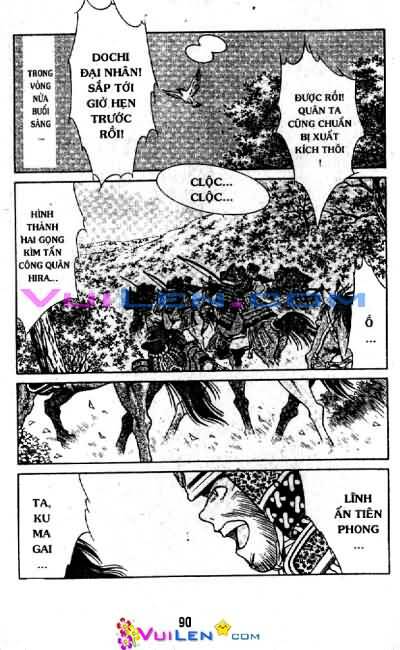 TRONG
VÒNG
NỬA
BUỔI
SÁNG
...
DOCHI
ĐẠI NHÂN!
SẮP TỚI
GIỜ HẸN
TRƯỚC
RỒI!
ĐƯỢC RỒI!
QUÂN TA
CŨNG CHUẨN
BỊ XUẤT
KÍCH THÔI
!
CLỘC...
CLỘC...
HÌNH
THÀNH
HAI GỌNG
KÌM TẤN
CÔNG QUÂN
HIRA...
Ồ
...
VUILEN.COM
TA,
KU
MA
GAI
...
LĨNH
ẤN TIÊN
PHONG
...
90
VUILEN.COM